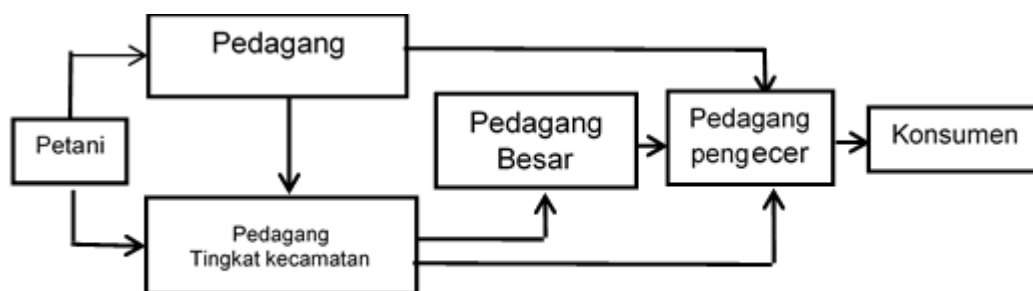 Pedagang
Petani
Pedagang
Besar
Pedagang
pengecer
Konsumen
Pedagang
Tingkat kecamatan